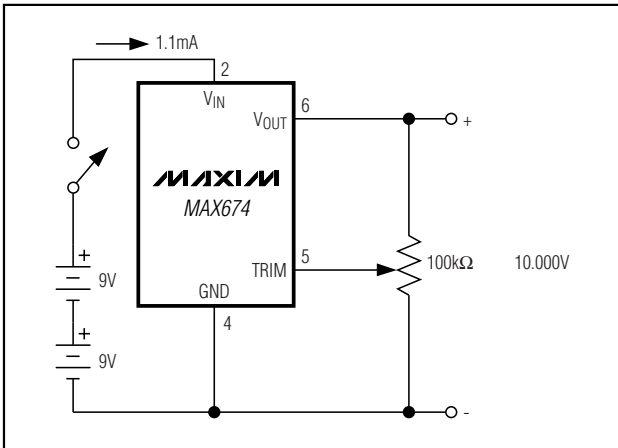 1.1mA
2
VIN
6
VOUT
+
MAXIM
MAX674
5
TRIM
100kΩ
10.000V
GND
4
+
9V
+
9V
-